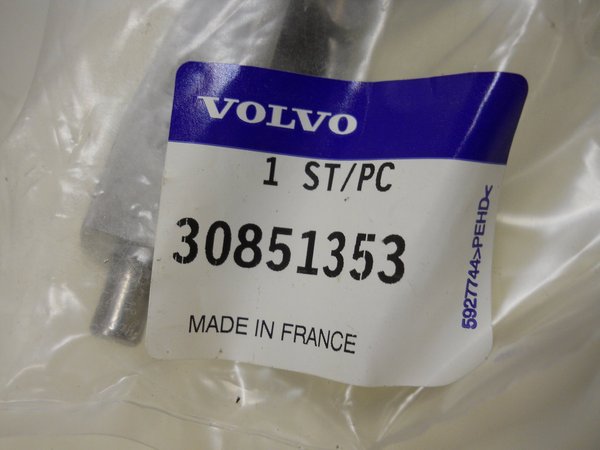 VOLVO
1 ST/PC
30851353
MADE IN FRANCE
5927744>PEHD<